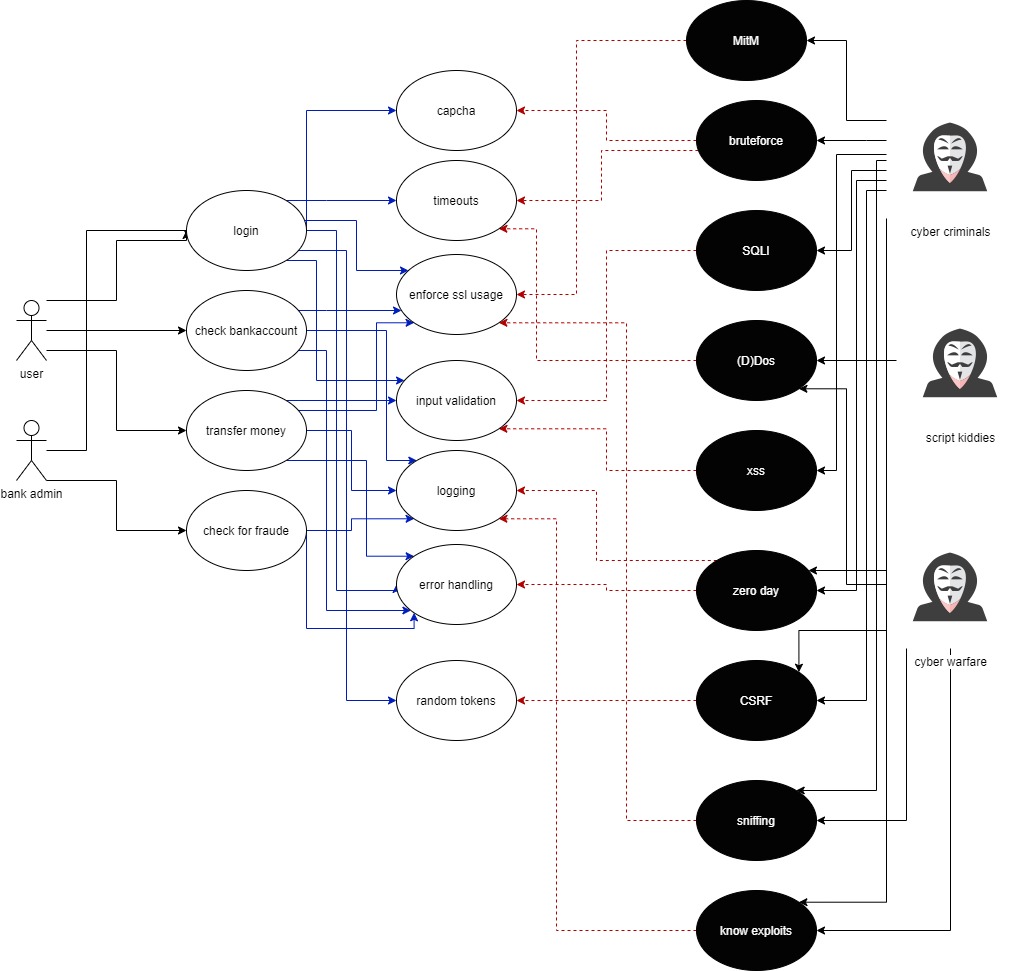 MitM
capcha
bruteforce
timeouts
login
cyber criminals
SQLI
enforce ssl usage
check bankaccount
(D)Dos
user
input validation
transfer money
script kiddies
xss
bank admin
logging
check for fraude
error handling
zero day
cyber warfare
random tokens
CSRF
sniffing
know exploits